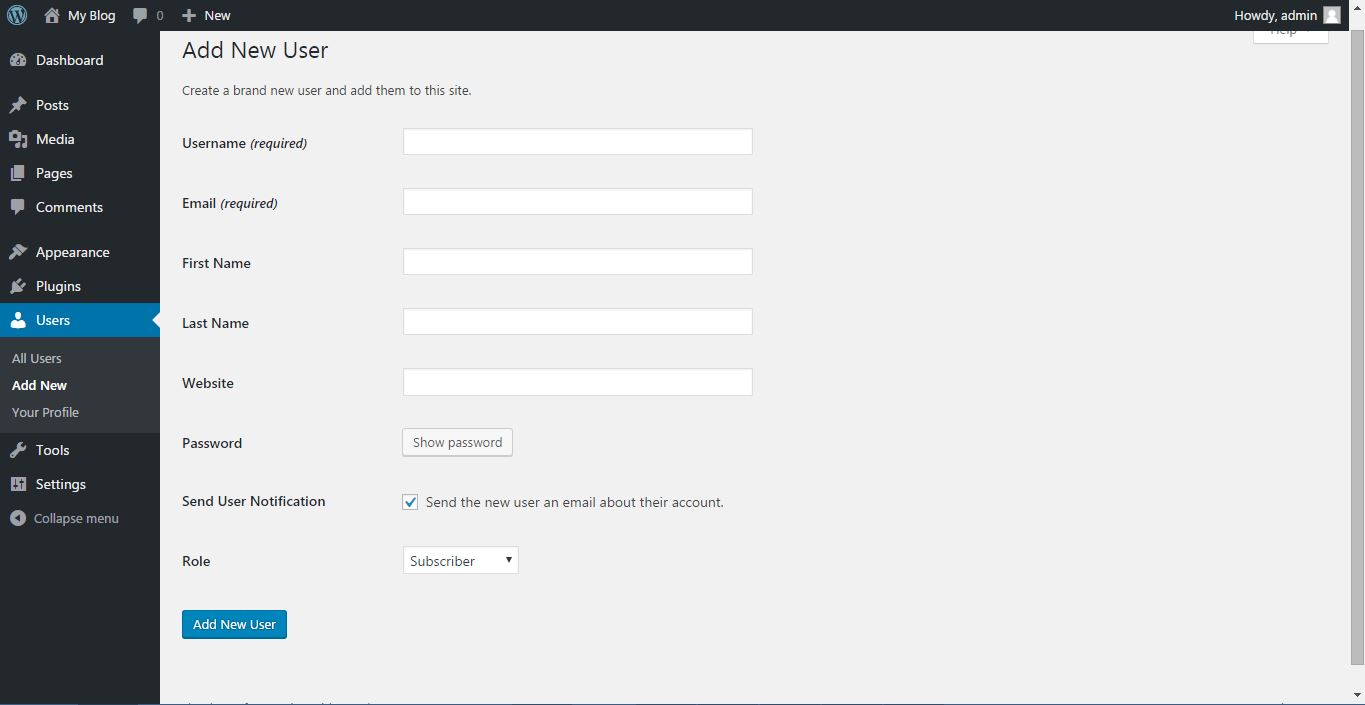 My Blog 0 New Howdy, admin
Dashboard
Posts
Media
Pages
Comments
Appearance
Plugins
Users
All Users
Add New
Your Profile
Tools
Settings
Collapse menu
Help
Add New User
Create a brand new user and add them to this site.
Username (required)
Email (required)
First Name
Last Name
Website
Password Show password
Send User Notification Send the new user an email about their account.
Role Subscriber
Add New User